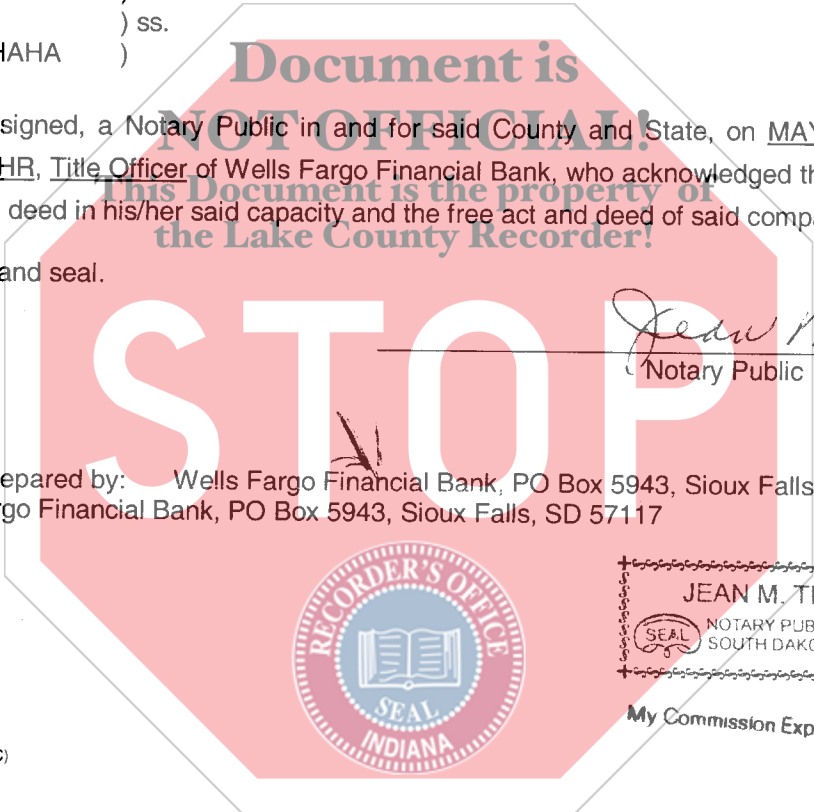 ) ss.
HAHA )
Document is
NOT OFFICIAL!
signed, a Notary Public in and for said County and State, on MAY
HR, Title Officer of Wells Fargo Financial Bank, who acknowledged th
This Document is the property of
deed in his/her said capacity and the free act and deed of said compa
the Lake County Recorder!
and seal.
STOP
Jean
Notary Public
epared by: Wells Fargo Financial Bank, PO Box 5943, Sioux Falls
rgo Financial Bank, PO Box 5943, Sioux Falls, SD 57117
RECORDER'S OFFICE
SEAL
INDIANA
JEAN M. T
SEAL NOTARY PUB
SOUTH DAKO
My Commission Exp